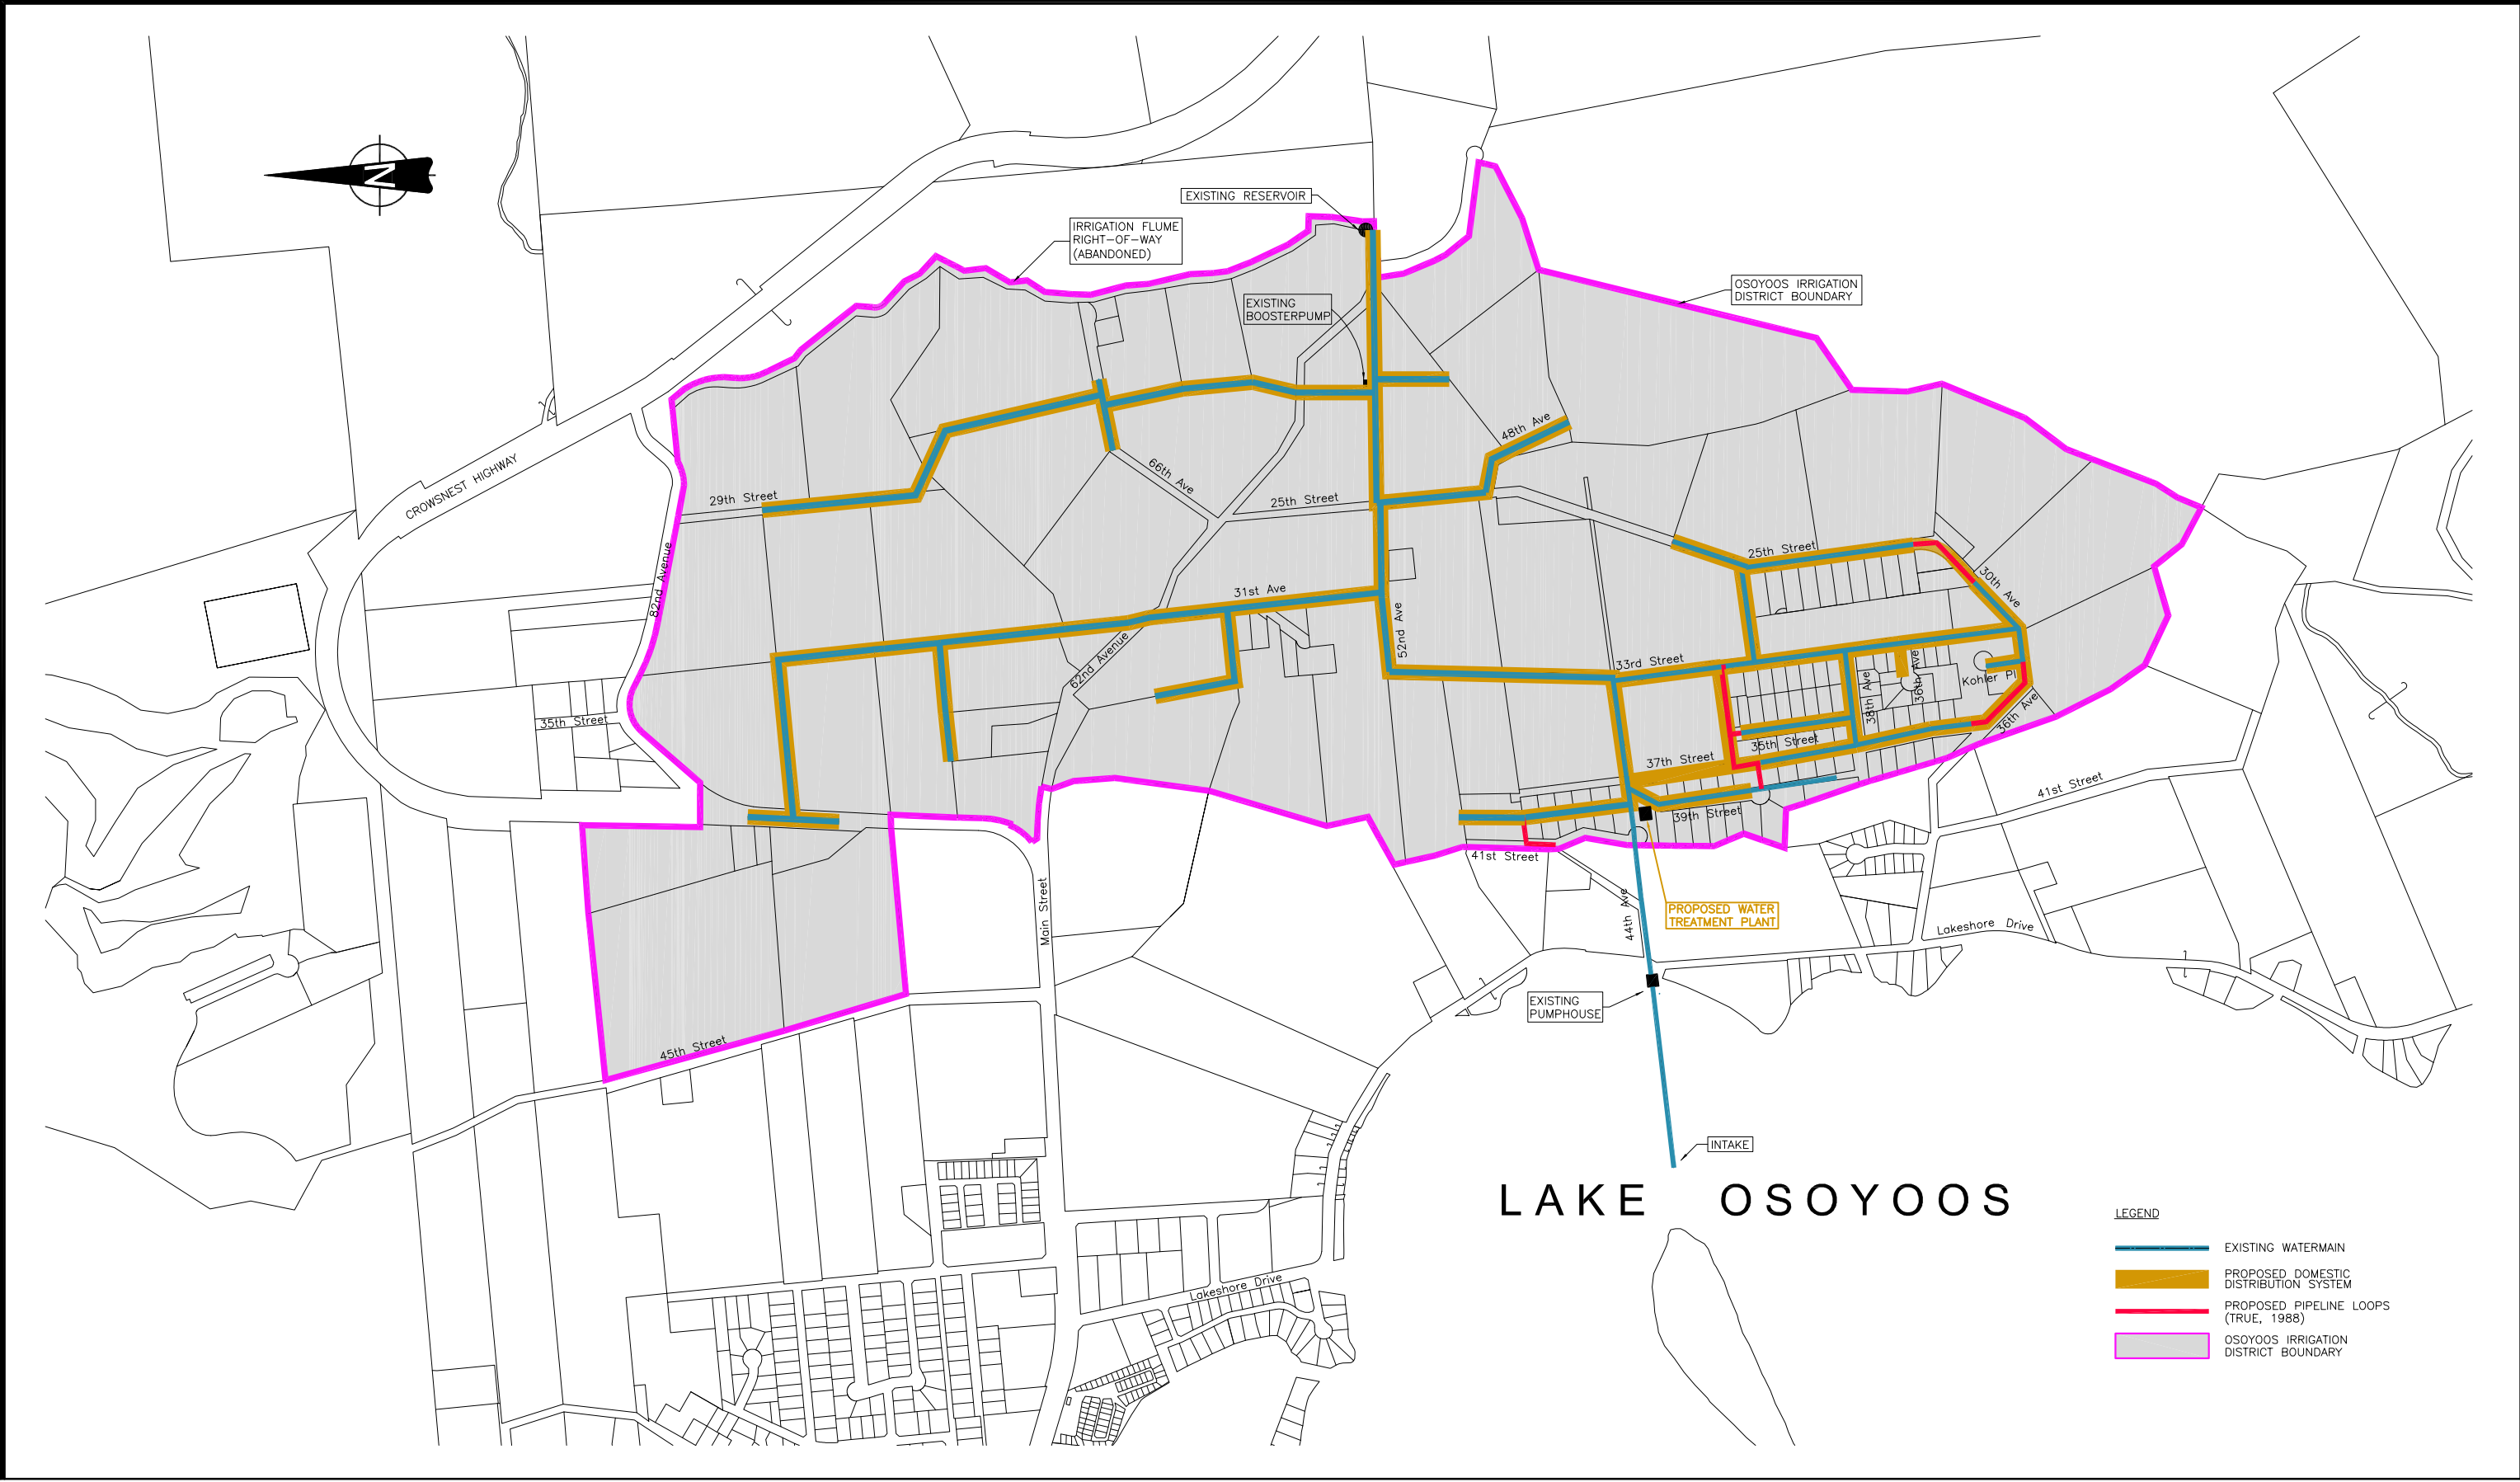 N
EXISTING RESERVOIR
IRRIGATION FLUME
RIGHT-OF-WAY
(ABANDONED)
OSOYOOS IRRIGATION
DISTRICT BOUNDARY
EXISTING
BOOSTERPUMP
CROWSNEST HIGHWAY
48th Ave
66th Ave
29th Street
25th Street
82nd Avenue
25th Street
30th Ave
31st Ave
52nd Ave
62nd Avenue
33rd Street
36th Ave
38th Ave
Kohler Pl
36th Ave
35th Street
35th Street
37th Street
41st Street
39th Street
41st Street
44th Ave
Main Street
PROPOSED WATER
TREATMENT PLANT
Lakeshore Drive
EXISTING
PUMPHOUSE
45th Street
INTAKE
LAKE OSOYOOS
Lakeshore Drive
LEGEND
EXISTING WATERMAIN
PROPOSED DOMESTIC
DISTRIBUTION SYSTEM
PROPOSED PIPELINE LOOPS
(TRUE, 1988)
OSOYOOS IRRIGATION
DISTRICT BOUNDARY